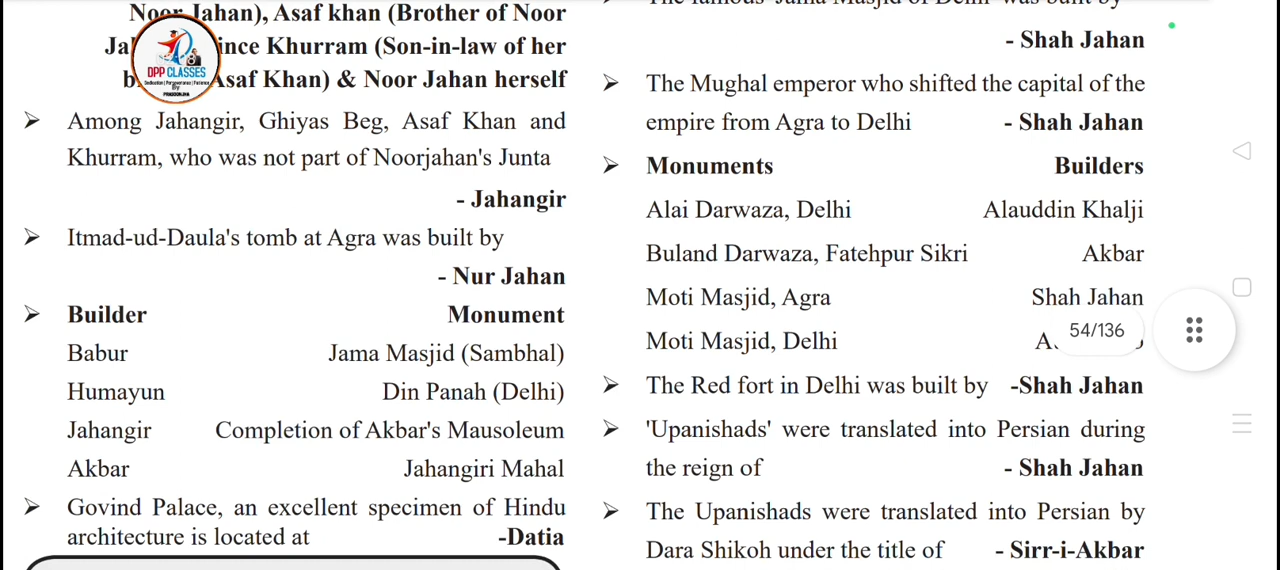 Noor Jahan), Asaf khan (Brother of Noor
Khurram (Son-in-law of her
Asaf Khan) & Noor Jahan herself
DPP CLASSES
By
➢ Among Jahangir, Ghiyas Beg, Asaf Khan and
Khurram, who was not part of Noorjahan's Junta
- Jahangir
➢ Itmad-ud-Daula's tomb at Agra was built by
- Nur Jahan
➢ Builder Monument
Babur Jama Masjid (Sambhal)
Humayun Din Panah (Delhi)
Jahangir Completion of Akbar's Mausoleum
Akbar Jahangiri Mahal
➢ Govind Palace, an excellent specimen of Hindu
architecture is located at -Datia
- Shah Jahan
➢ The Mughal emperor who shifted the capital of the
empire from Agra to Delhi - Shah Jahan
➢ Monuments Builders
Alai Darwaza, Delhi Alauddin Khalji
Buland Darwaza, Fatehpur Sikri Akbar
Moti Masjid, Agra Shah Jahan
Moti Masjid, Delhi
➢ The Red fort in Delhi was built by -Shah Jahan
➢ 'Upanishads' were translated into Persian during
the reign of - Shah Jahan
➢ The Upanishads were translated into Persian by
Dara Shikoh under the title of - Sirr-i-Akbar
54/136